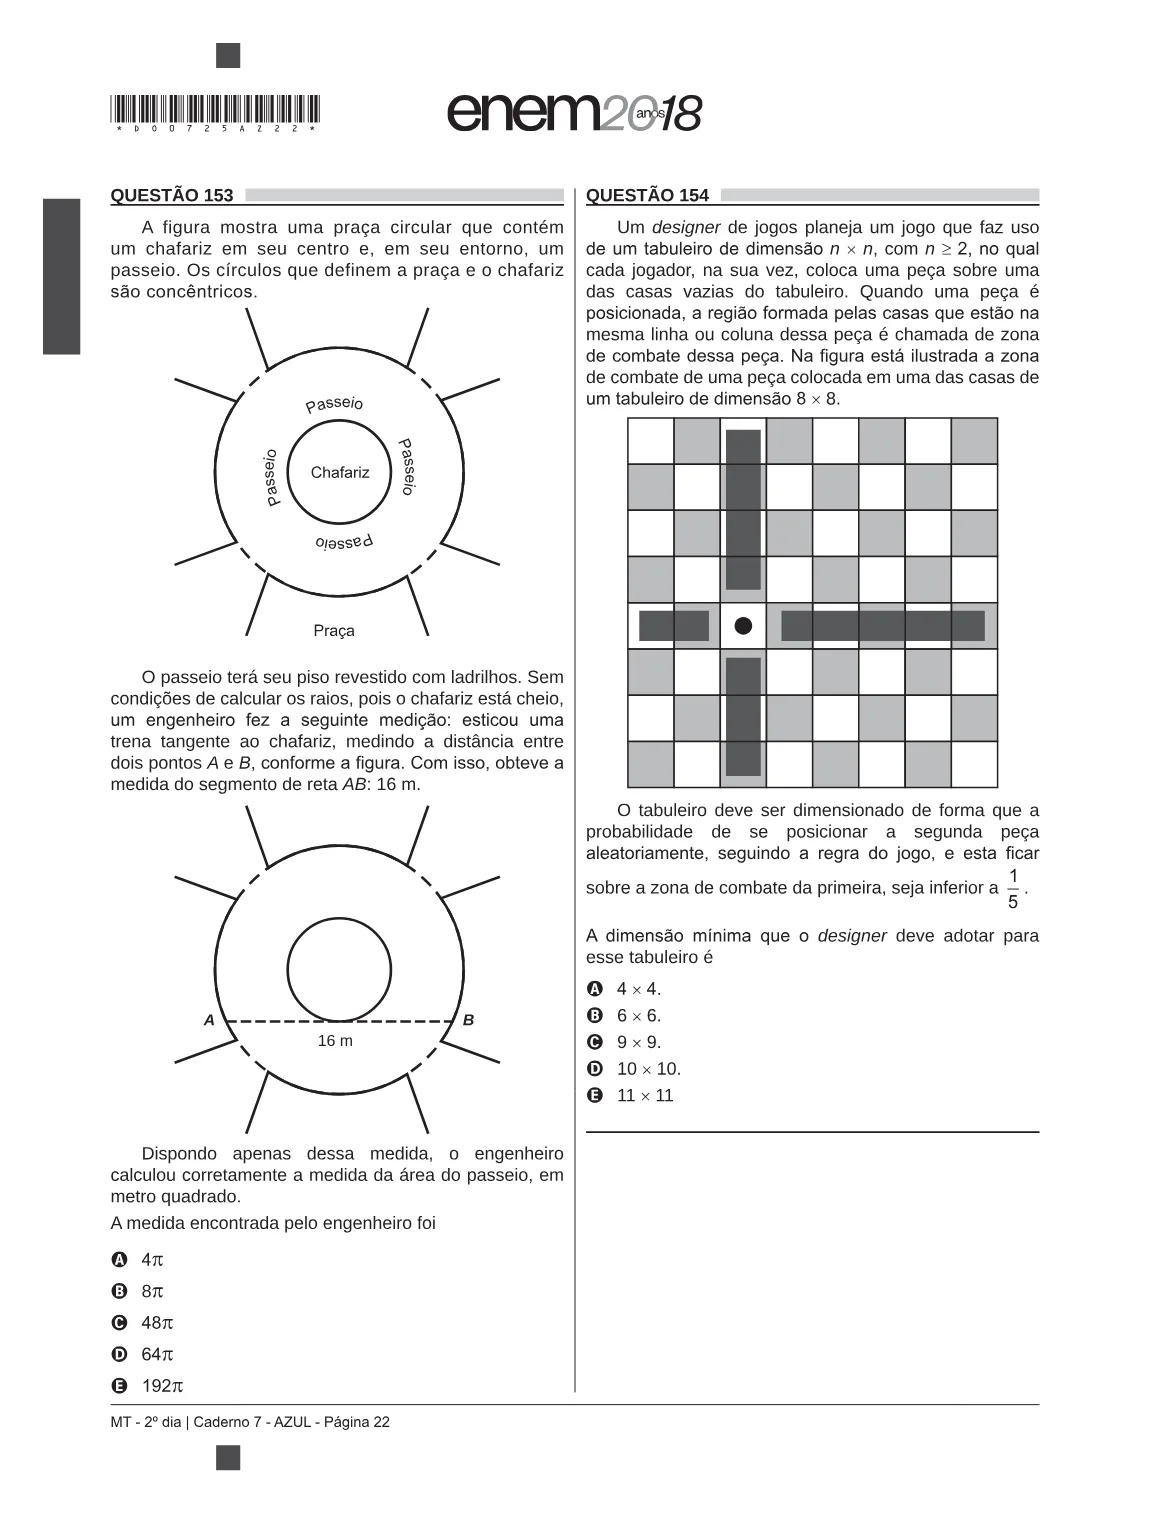 *D00725AZ22*
enem20anos18
QUESTÃO 153
A figura mostra uma praça circular que contém
um chafariz em seu centro e, em seu entorno, um
passeio. Os círculos que definem a praça e o chafariz
são concêntricos.
Passeio
Passeio
Chafariz
Passeio
Passeio
Praça
O passeio terá seu piso revestido com ladrilhos. Sem
condições de calcular os raios, pois o chafariz está cheio,
um engenheiro fez a seguinte medição: esticou uma
trena tangente ao chafariz, medindo a distância entre
dois pontos A e B, conforme a figura. Com isso, obteve a
medida do segmento de reta AB: 16 m.
A B
16 m
Dispondo apenas dessa medida, o engenheiro
calculou corretamente a medida da área do passeio, em
metro quadrado.
A medida encontrada pelo engenheiro foi
A 4π
B 8π
C 48π
D 64π
E 192π
QUESTÃO 154
Um designer de jogos planeja um jogo que faz uso
de um tabuleiro de dimensão n × n, com n ≥ 2, no qual
cada jogador, na sua vez, coloca uma peça sobre uma
das casas vazias do tabuleiro. Quando uma peça é
posicionada, a região formada pelas casas que estão na
mesma linha ou coluna dessa peça é chamada de zona
de combate dessa peça. Na figura está ilustrada a zona
de combate de uma peça colocada em uma das casas de
um tabuleiro de dimensão 8 × 8.
O tabuleiro deve ser dimensionado de forma que a
probabilidade de se posicionar a segunda peça
aleatoriamente, seguindo a regra do jogo, e esta ficar
sobre a zona de combate da primeira, seja inferior a 1/5.
A dimensão mínima que o designer deve adotar para
esse tabuleiro é
A 4 × 4.
B 6 × 6.
C 9 × 9.
D 10 × 10.
E 11 × 11
MT - 2º dia | Caderno 7 - AZUL - Página 22